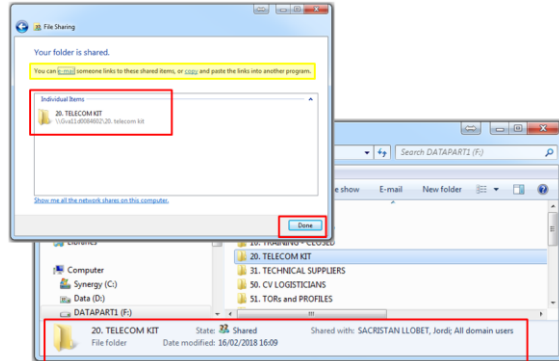 File Sharing
Your folder is shared.
You can e-mail someone links to these shared items, or copy and paste the links into another program.
Individual Items
20. TELECOM KIT
Show me all the network shares on this computer.
Done
Search DATAPART1 (F:)
e show E-mail New folder
Libraries
20. TELECOM KIT
31. TECHNICAL SUPPLIERS
50. CV LOGISTICIANS
51. TORs and PROFILES
Computer
Synergy (C:)
Data (D:)
DATAPART1 (F:)
20. TELECOM KIT State: Shared Shared with: SACRISTAN LLOBET, Jordi; All domain users
File folder Date modified: 16/02/2018 16:09